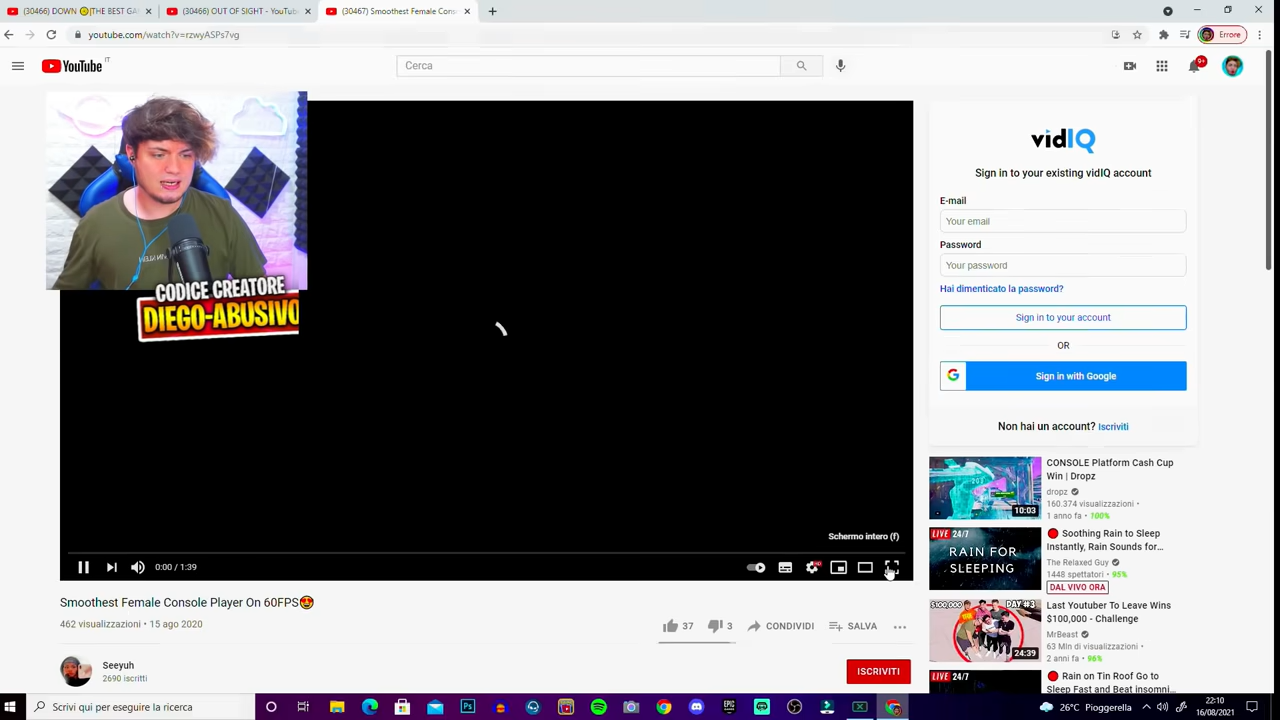 (30466) DOWN 😔|THE BEST GA
(30466) OUT OF SIGHT - YouTub
(30467) Smoothest Female Cons
youtube.com/watch?v=rzwyASPs7vg
Errore
YouTube IT
Cerca
9+
CODICE CREATORE
DIEGO-ABUSIVO
Schermo intero (f)
0:00 / 1:39
Smoothest Female Console Player On 60FPS😍
462 visualizzazioni • 15 ago 2020
37
3
CONDIVIDI
SALVA
Seeyuh
2690 iscritti
ISCRIVITI
vidIQ
Sign in to your existing vidIQ account
E-mail
Your email
Password
Your password
Hai dimenticato la password?
Sign in to your account
OR
Sign in with Google
Non hai un account? Iscriviti
CONSOLE Platform Cash Cup
Win | Dropz
dropz
160.374 visualizzazioni •
1 anno fa • 100%
10:03
LIVE 24/7
RAIN FOR
SLEEPING
🔴 Soothing Rain to Sleep
Instantly, Rain Sounds for...
The Relaxed Guy
1448 spettatori • 95%
DAL VIVO ORA
$100,000
DAY #3
24:39
Last Youtuber To Leave Wins
$100,000 - Challenge
MrBeast
63 Mln di visualizzazioni •
2 anni fa • 96%
LIVE 24/7
🔴 Rain on Tin Roof Go to
Sleep Fast and Beat insomni...
Scrivi qui per eseguire la ricerca
Ps
EPIC
26°C Pioggerella
22:10
16/08/2021